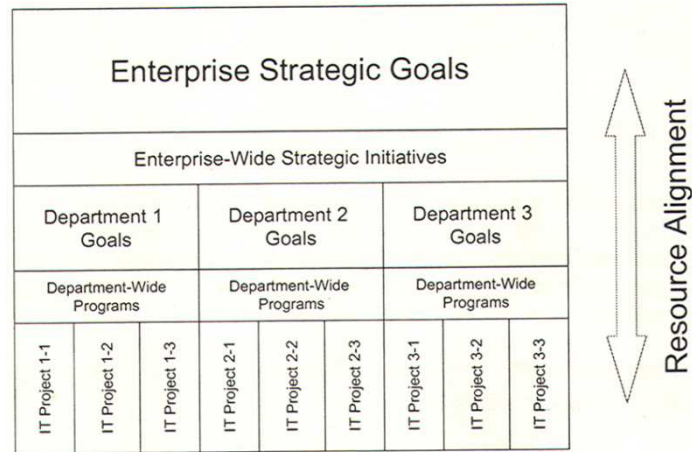 Enterprise Strategic Goals
Enterprise-Wide Strategic Initiatives
Department 1
Goals
Department 2
Goals
Department 3
Goals
Department-Wide
Programs
Department-Wide
Programs
Department-Wide
Programs
IT Project 1-1
IT Project 1-2
IT Project 1-3
IT Project 2-1
IT Project 2-2
IT Project 2-3
IT Project 3-1
IT Project 3-2
IT Project 3-3
Resource Alignment